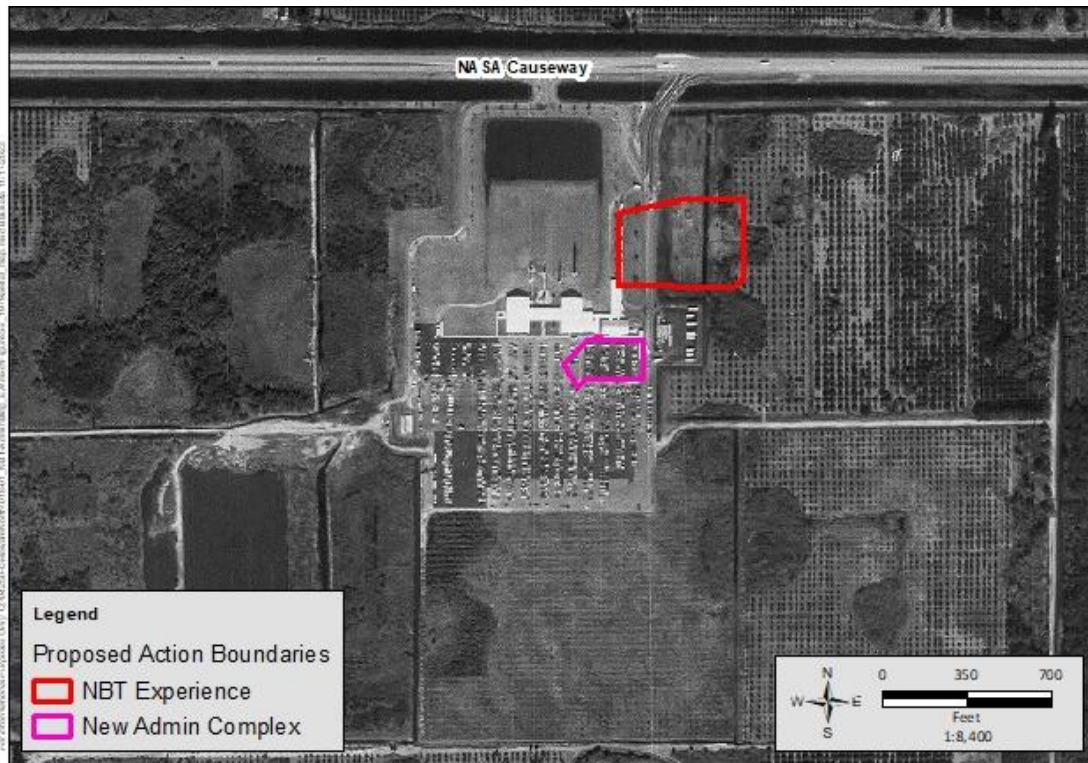 NASA Causeway
Legend
Proposed Action Boundaries
NBT Experience
New Admin Complex
N
W E
S
0 350 700
Feet
1:8,400